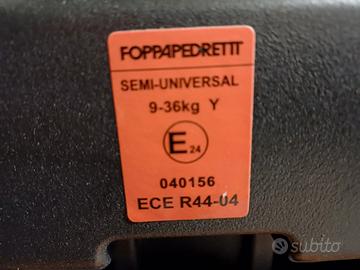 FOPPAPEDRETTI
SEMI-UNIVERSAL
9-36kg Y
E 24
040156
ECE R44-04
subito